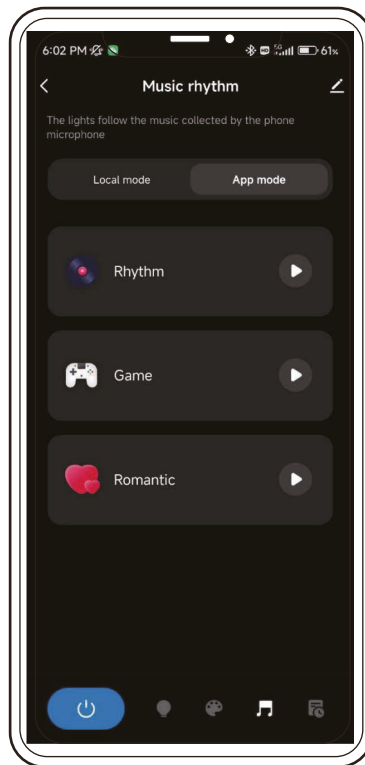 6:02 PM
5G
61%
Music rhythm
The lights follow the music collected by the phone
microphone
Local mode
App mode
Rhythm
Game
Romantic